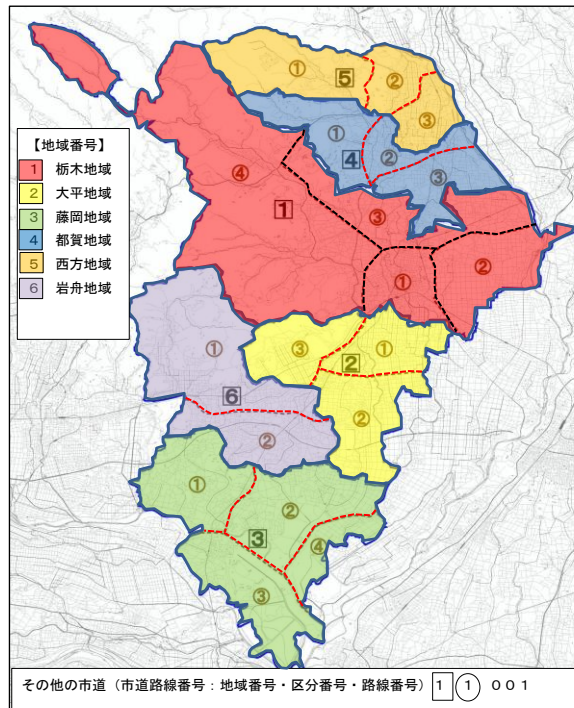 ① 5 ②
③
【地域番号】
1 栃木地域
2 大平地域
3 藤岡地域
4 都賀地域
5 西方地域
6 岩舟地域
① ②
4
④ ③
1 ③
②
①
① ③ ①
2
6
② ②
① ②
3 ④
③
その他の市道（市道路線番号：地域番号・区分番号・路線番号） 1 ① ００１